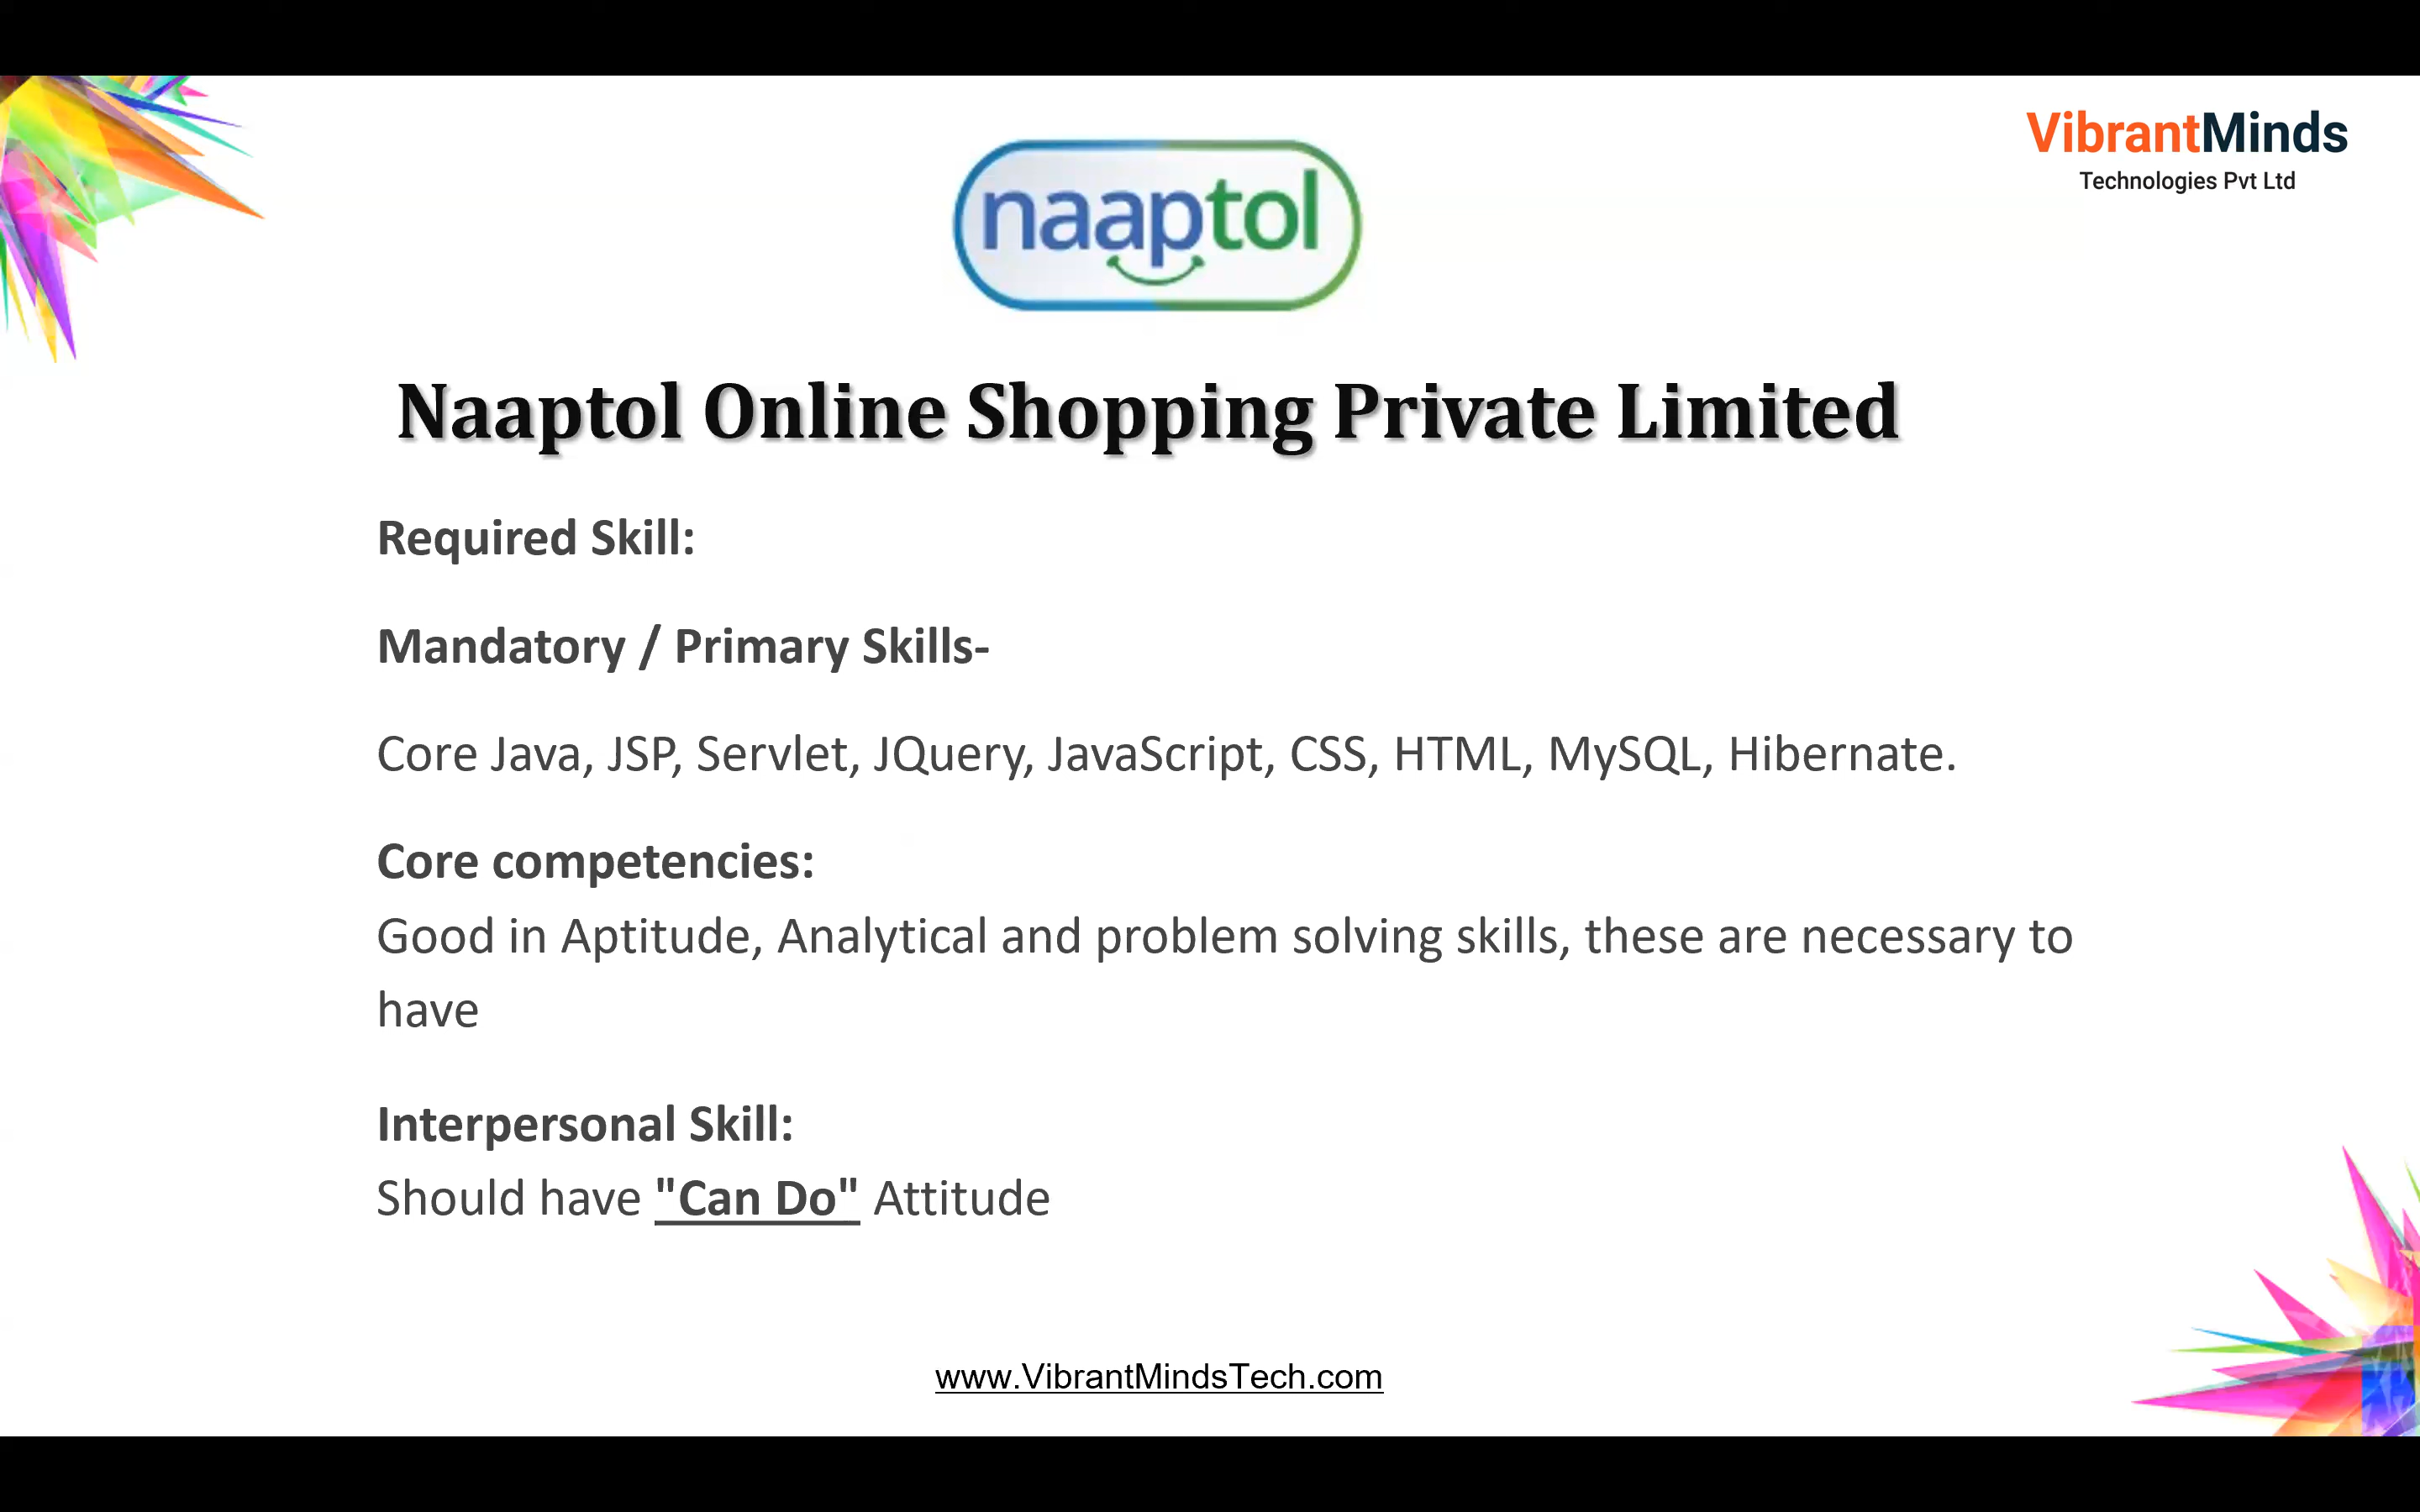 VibrantMinds
Technologies Pvt Ltd
naaptol
Naaptol Online Shopping Private Limited
Required Skill:
Mandatory / Primary Skills-
Core Java, JSP, Servlet, JQuery, JavaScript, CSS, HTML, MySQL, Hibernate.
Core competencies:
Good in Aptitude, Analytical and problem solving skills, these are necessary to
have
Interpersonal Skill:
Should have "Can Do" Attitude
www.VibrantMindsTech.com